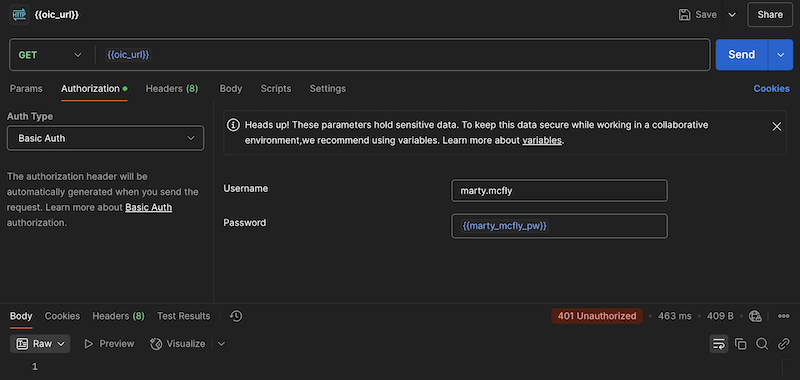 HTTP {{oic_url}} Save Share
GET {{oic_url}} Send
Params Authorization Headers (8) Body Scripts Settings Cookies
Auth Type
Basic Auth
The authorization header will be
automatically generated when you send the
request. Learn more about Basic Auth
authorization.
Heads up! These parameters hold sensitive data. To keep this data secure while working in a collaborative
environment,we recommend using variables. Learn more about variables.
Username marty.mcfly
Password {{marty_mcfly_pw}}
Body Cookies Headers (8) Test Results 401 Unauthorized • 463 ms • 409 B
Raw Preview Visualize
1